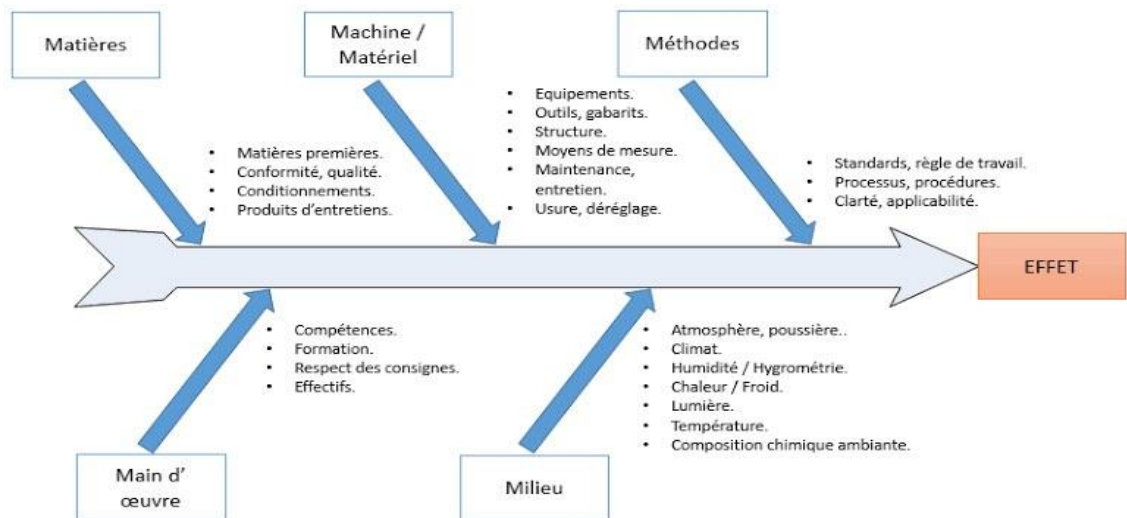 Matières
Machine /
Matériel
Méthodes
• Matières premières.
• Conformité, qualité.
• Conditionnements.
• Produits d'entretiens.
• Equipements.
• Outils, gabarits.
• Structure.
• Moyens de mesure.
• Maintenance,
entretien.
• Usure, déréglage.
• Standards, règle de travail.
• Processus, procédures.
• Clarté, applicabilité.
EFFET
• Compétences.
• Formation.
• Respect des consignes.
• Effectifs.
• Atmosphère, poussière..
• Climat.
• Humidité / Hygrométrie.
• Chaleur / Froid.
• Lumière.
• Température.
• Composition chimique ambiante.
Main d'
œuvre
Milieu